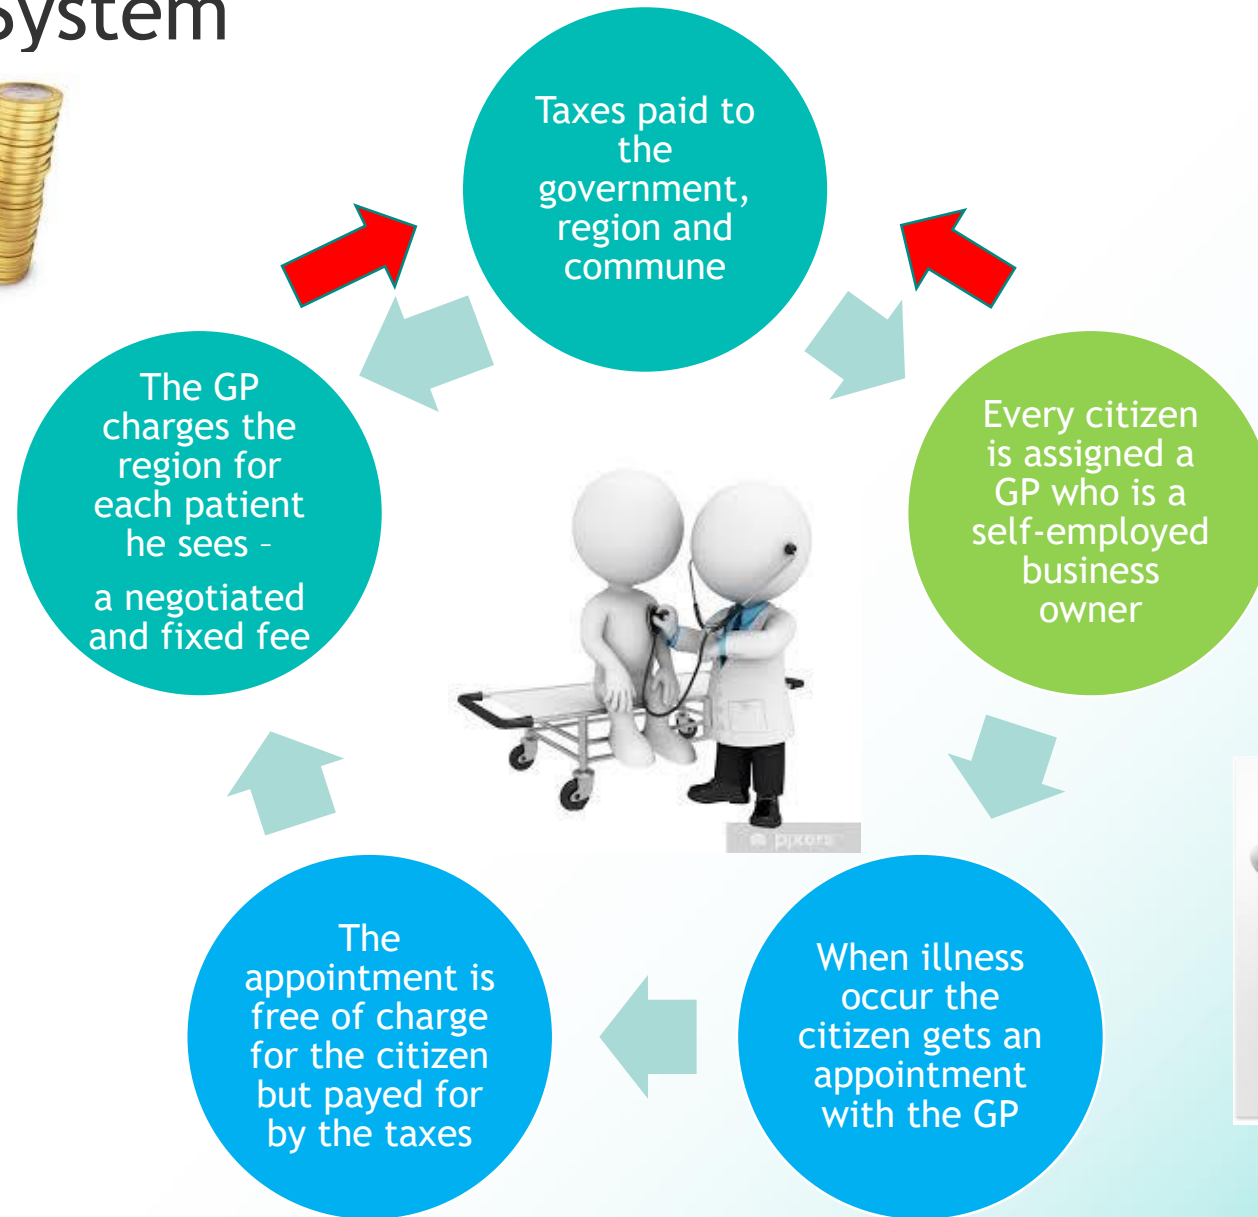 System
Taxes paid to
the
government,
region and
commune
Every citizen
is assigned a
GP who is a
self-employed
business
owner
When illness
occur the
citizen gets an
appointment
with the GP
The
appointment is
free of charge
for the citizen
but payed for
by the taxes
The GP
charges the
region for
each patient
he sees –
a negotiated
and fixed fee